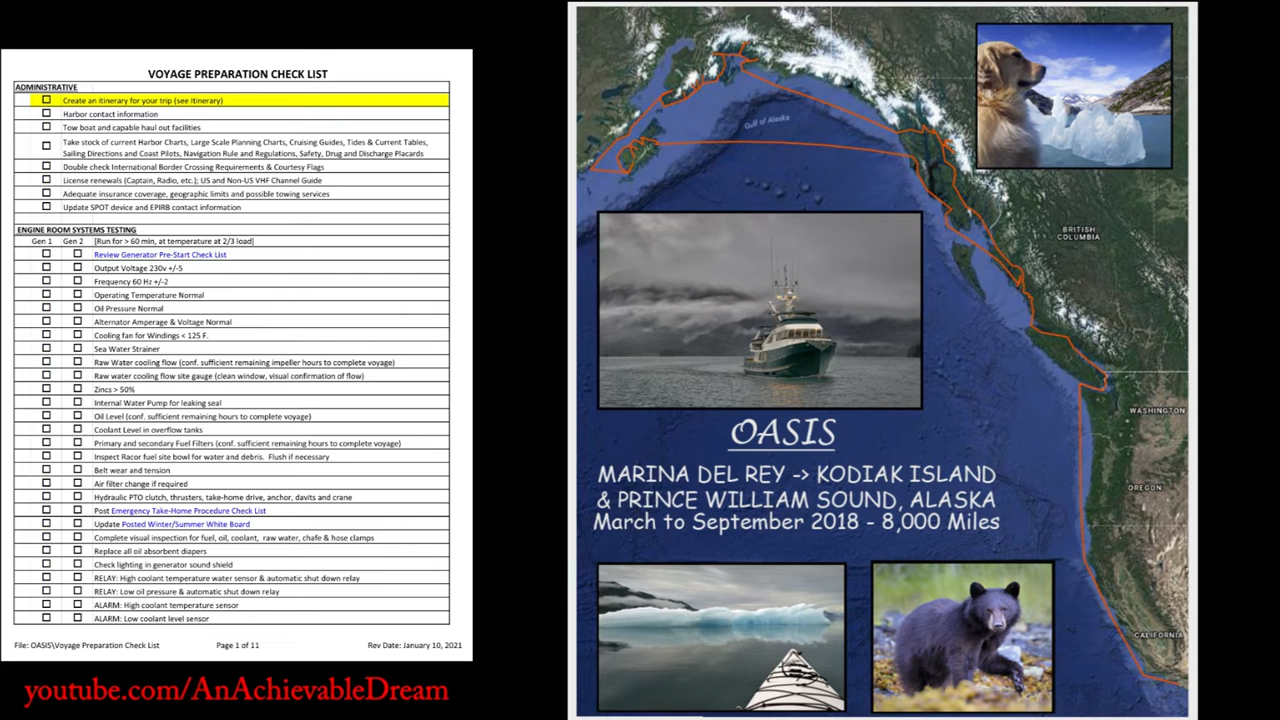 VOYAGE PREPARATION CHECK LIST
ADMINISTRATIVE
Create an itinerary for your trip (see Itinerary)
Harbor contact information
Tow boat and capable haul out facilities
Take stock of current Harbor Charts, Large Scale Planning Charts, Cruising Guides, Tides & Current Tables,
Sailing Directions and Coast Pilots, Navigation Rule and Regulations, Safety, Drug and Discharge Placards
Double check International Border Crossing Requirements & Courtesy Flags
License renewals (Captain, Radio, etc.); US and Non-US VHF Channel Guide
Adequate insurance coverage, geographic limits and possible towing services
Update SPOT device and EPIRB contact information
ENGINE ROOM SYSTEMS TESTING
Gen 1 Gen 2 [Run for > 60 min, at temperature at 2/3 load]
Review Generator Pre-Start Check List
Output Voltage 230v +/-5
Frequency 60 Hz +/-2
Operating Temperature Normal
Oil Pressure Normal
Alternator Amperage & Voltage Normal
Cooling fan for Windings < 125 F.
Sea Water Strainer
Raw Water cooling flow (conf. sufficient remaining impeller hours to complete voyage)
Raw water cooling flow site gauge (clean window, visual confirmation of flow)
Zincs > 50%
Internal Water Pump for leaking seal
Oil Level (conf. sufficient remaining hours to complete voyage)
Coolant Level in overflow tanks
Primary and secondary Fuel Filters (conf. sufficient remaining hours to complete voyage)
Inspect Racor fuel site bowl for water and debris. Flush if necessary
Belt wear and tension
Air filter change if required
Hydraulic PTO clutch, thrusters, take-home drive, anchor, davits and crane
Post Emergency Take-Home Procedure Check List
Update Posted Winter/Summer White Board
Complete visual inspection for fuel, oil, coolant, raw water, chafe & hose clamps
Replace all oil absorbent diapers
Check lighting in generator sound shield
RELAY: High coolant temperature water sensor & automatic shut down relay
RELAY: Low oil pressure & automatic shut down relay
ALARM: High coolant temperature sensor
ALARM: Low coolant level sensor
File: OASIS\Voyage Preparation Check List Page 1 of 11 Rev Date: January 10, 2021
youtube.com/AnAchievableDream
Gulf of Alaska
BRITISH
COLUMBIA
WASHINGTON
OREGON
CALIFORNIA
OASIS
MARINA DEL REY -> KODIAK ISLAND
& PRINCE WILLIAM SOUND, ALASKA
March to September 2018 - 8,000 Miles